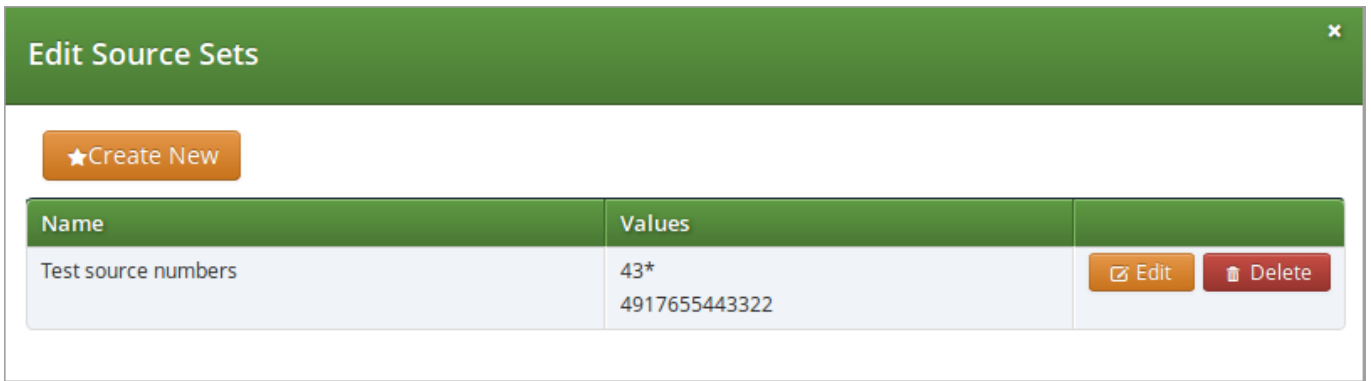 Edit Source Sets
Create New
Name Values
Test source numbers 43*
4917655443322
Edit Delete